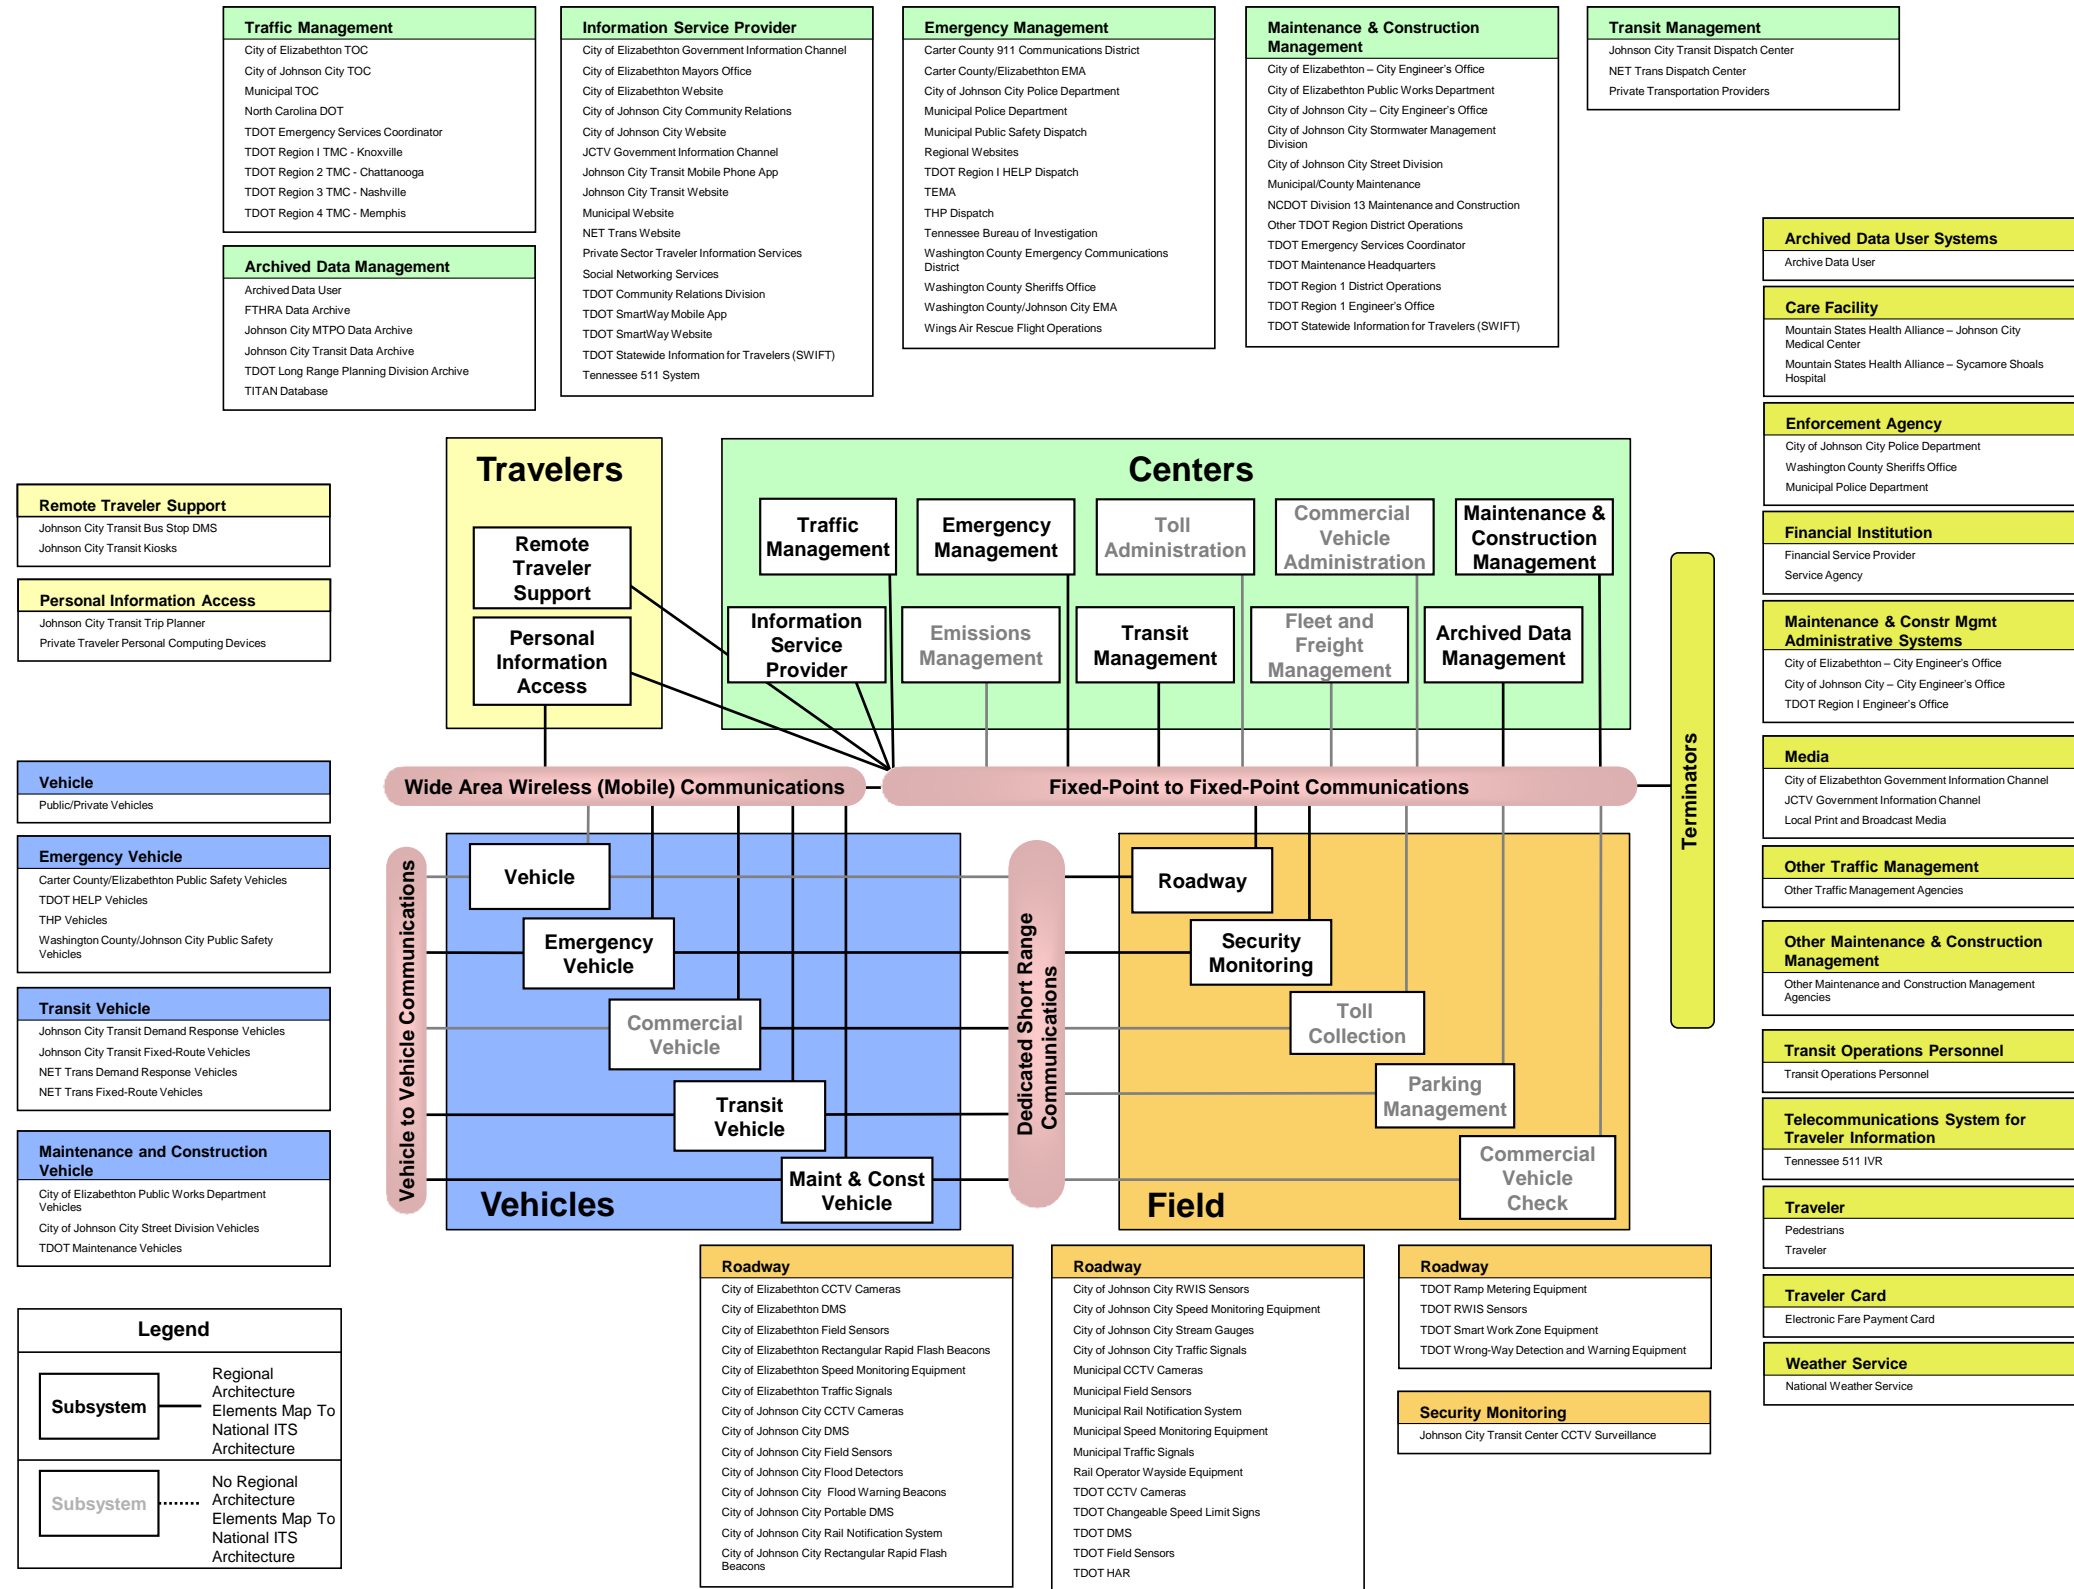 Traffic Management
City of Elizabethton TOC
City of Johnson City TOC
Municipal TOC
North Carolina DOT
TDOT Emergency Services Coordinator
TDOT Region I TMC - Knoxville
TDOT Region 2 TMC - Chattanooga
TDOT Region 3 TMC - Nashville
TDOT Region 4 TMC - Memphis
Archived Data Management
Archived Data User
FTHRA Data Archive
Johnson City MTPO Data Archive
Johnson City Transit Data Archive
TDOT Long Range Planning Division Archive
TITAN Database
Information Service Provider
City of Elizabethton Government Information Channel
City of Elizabethton Mayors Office
City of Elizabethton Website
City of Johnson City Community Relations
City of Johnson City Website
JCTV Government Information Channel
Johnson City Transit Mobile Phone App
Johnson City Transit Website
Municipal Website
NET Trans Website
Private Sector Traveler Information Services
Social Networking Services
TDOT Community Relations Division
TDOT SmartWay Mobile App
TDOT SmartWay Website
TDOT Statewide Information for Travelers (SWIFT)
Tennessee 511 System
Emergency Management
Carter County 911 Communications District
Carter County/Elizabethton EMA
City of Johnson City Police Department
Municipal Police Department
Municipal Public Safety Dispatch
Regional Websites
TDOT Region I HELP Dispatch
TEMA
THP Dispatch
Tennessee Bureau of Investigation
Washington County Emergency Communications
District
Washington County Sheriffs Office
Washington County/Johnson City EMA
Wings Air Rescue Flight Operations
Maintenance & Construction
Management
City of Elizabethton – City Engineer's Office
City of Elizabethton Public Works Department
City of Johnson City – City Engineer's Office
City of Johnson City Stormwater Management
Division
City of Johnson City Street Division
Municipal/County Maintenance
NCDOT Division 13 Maintenance and Construction
Other TDOT Region District Operations
TDOT Emergency Services Coordinator
TDOT Maintenance Headquarters
TDOT Region 1 District Operations
TDOT Region 1 Engineer's Office
TDOT Statewide Information for Travelers (SWIFT)
Transit Management
Johnson City Transit Dispatch Center
NET Trans Dispatch Center
Private Transportation Providers
Remote Traveler Support
Johnson City Transit Bus Stop DMS
Johnson City Transit Kiosks
Personal Information Access
Johnson City Transit Trip Planner
Private Traveler Personal Computing Devices
Vehicle
Public/Private Vehicles
Emergency Vehicle
Carter County/Elizabethton Public Safety Vehicles
TDOT HELP Vehicles
THP Vehicles
Washington County/Johnson City Public Safety
Vehicles
Transit Vehicle
Johnson City Transit Demand Response Vehicles
Johnson City Transit Fixed-Route Vehicles
NET Trans Demand Response Vehicles
NET Trans Fixed-Route Vehicles
Maintenance and Construction
Vehicle
City of Elizabethton Public Works Department
Vehicles
City of Johnson City Street Division Vehicles
TDOT Maintenance Vehicles
Legend
Subsystem
Regional
Architecture
Elements Map To
National ITS
Architecture
Subsystem
No Regional
Architecture
Elements Map To
National ITS
Architecture
Travelers
Remote
Traveler
Support
Personal
Information
Access
Centers
Traffic
Management
Emergency
Management
Toll
Administration
Commercial
Vehicle
Administration
Maintenance &
Construction
Management
Information
Service
Provider
Emissions
Management
Transit
Management
Fleet and
Freight
Management
Archived Data
Management
Wide Area Wireless (Mobile) Communications
Fixed-Point to Fixed-Point Communications
Terminators
Vehicle to Vehicle Communications
Vehicle
Emergency
Vehicle
Commercial
Vehicle
Transit
Vehicle
Maint & Const
Vehicle
Vehicles
Dedicated Short Range
Communications
Roadway
Security
Monitoring
Toll
Collection
Parking
Management
Commercial
Vehicle
Check
Field
Roadway
City of Elizabethton CCTV Cameras
City of Elizabethton DMS
City of Elizabethton Field Sensors
City of Elizabethton Rectangular Rapid Flash Beacons
City of Elizabethton Speed Monitoring Equipment
City of Elizabethton Traffic Signals
City of Johnson City CCTV Cameras
City of Johnson City DMS
City of Johnson City Field Sensors
City of Johnson City Flood Detectors
City of Johnson City Flood Warning Beacons
City of Johnson City Portable DMS
City of Johnson City Rail Notification System
City of Johnson City Rectangular Rapid Flash
Beacons
Roadway
City of Johnson City RWIS Sensors
City of Johnson City Speed Monitoring Equipment
City of Johnson City Stream Gauges
City of Johnson City Traffic Signals
Municipal CCTV Cameras
Municipal Field Sensors
Municipal Rail Notification System
Municipal Speed Monitoring Equipment
Municipal Traffic Signals
Rail Operator Wayside Equipment
TDOT CCTV Cameras
TDOT Changeable Speed Limit Signs
TDOT DMS
TDOT Field Sensors
TDOT HAR
Roadway
TDOT Ramp Metering Equipment
TDOT RWIS Sensors
TDOT Smart Work Zone Equipment
TDOT Wrong-Way Detection and Warning Equipment
Security Monitoring
Johnson City Transit Center CCTV Surveillance
Archived Data User Systems
Archive Data User
Care Facility
Mountain States Health Alliance – Johnson City
Medical Center
Mountain States Health Alliance – Sycamore Shoals
Hospital
Enforcement Agency
City of Johnson City Police Department
Washington County Sheriffs Office
Municipal Police Department
Financial Institution
Financial Service Provider
Service Agency
Maintenance & Constr Mgmt
Administrative Systems
City of Elizabethton – City Engineer's Office
City of Johnson City – City Engineer's Office
TDOT Region I Engineer's Office
Media
City of Elizabethton Government Information Channel
JCTV Government Information Channel
Local Print and Broadcast Media
Other Traffic Management
Other Traffic Management Agencies
Other Maintenance & Construction
Management
Other Maintenance and Construction Management
Agencies
Transit Operations Personnel
Transit Operations Personnel
Telecommunications System for
Traveler Information
Tennessee 511 IVR
Traveler
Pedestrians
Traveler
Traveler Card
Electronic Fare Payment Card
Weather Service
National Weather Service